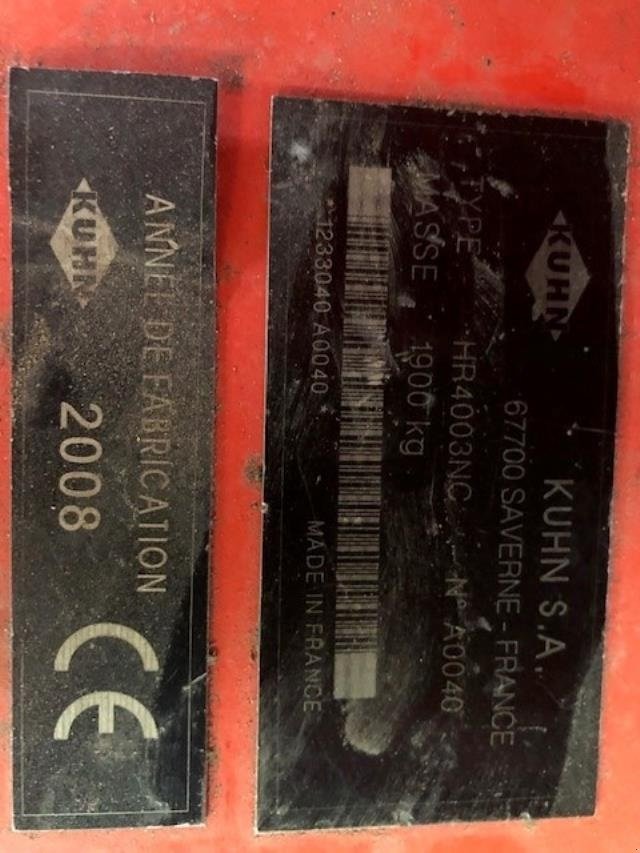 KUHN
KUHN S.A.
67700 SAVERNE - FRANCE
TYPE HR4003NC N° A0040
MASSE 1900 kg
1233040 A0040 MADE IN FRANCE
ANNEE DE FABRICATION
KUHN 2008 CE